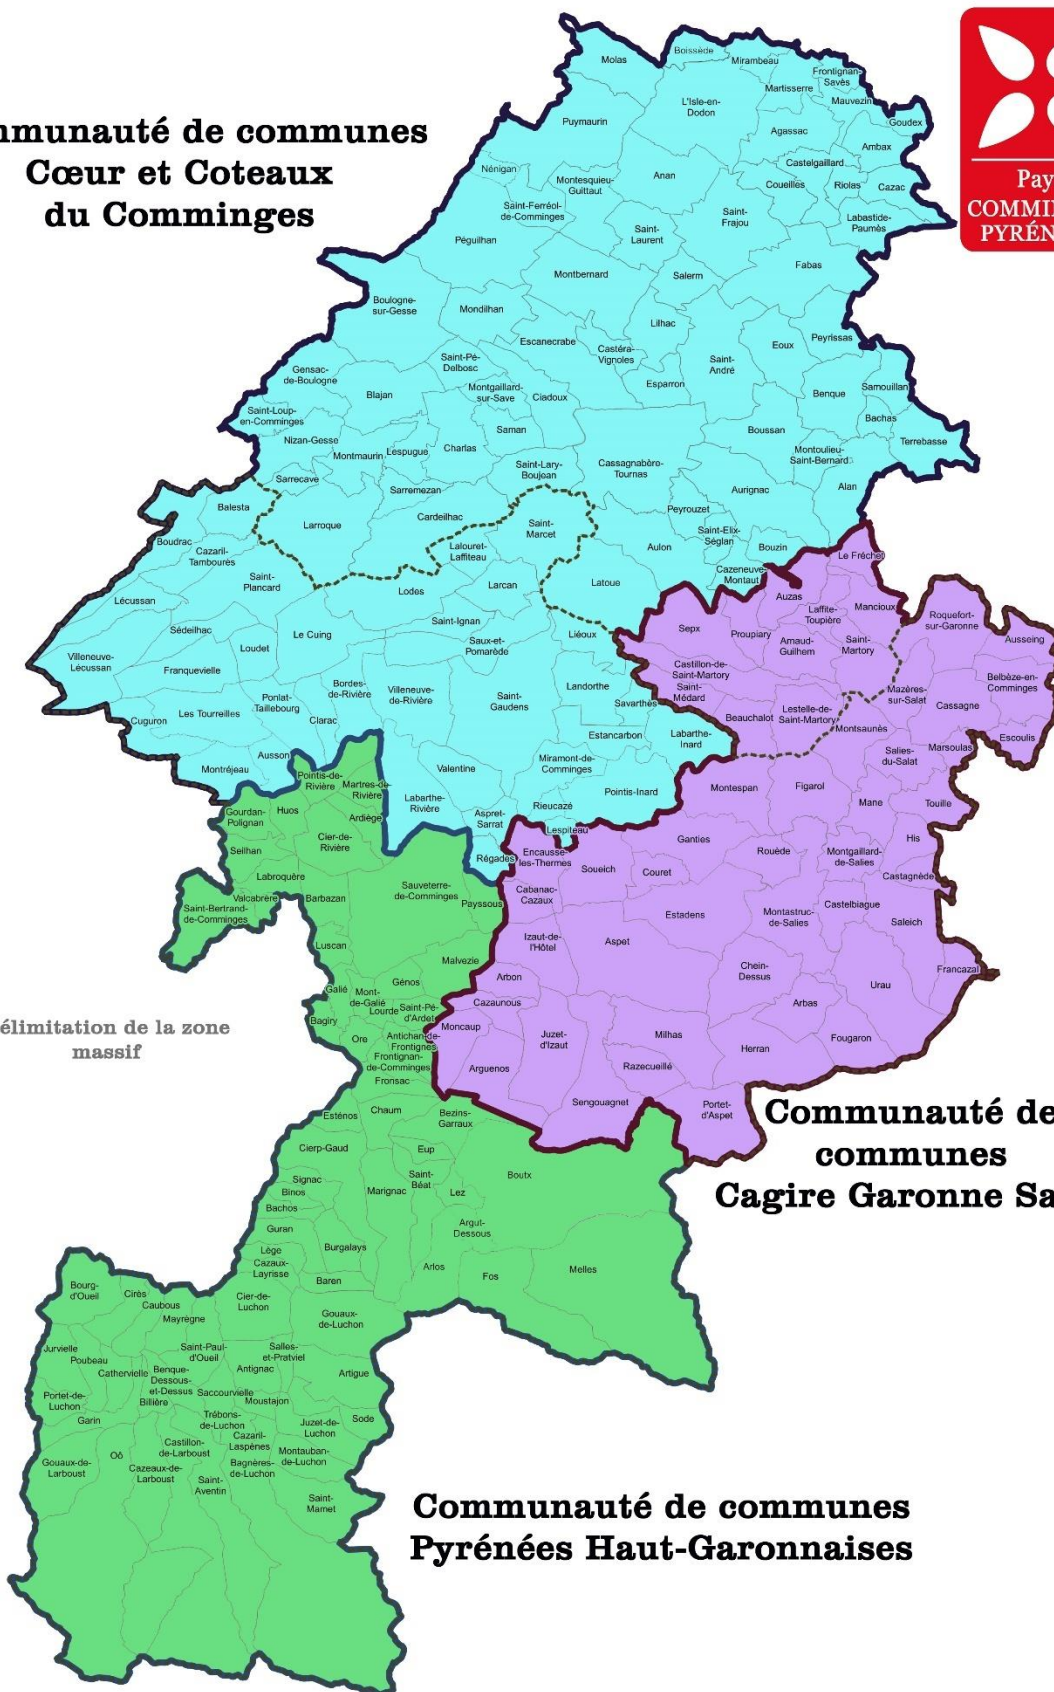 mmunauté de communes
Cœur et Coteaux
du Comminges
Pay
COMMIN
PYRÉN
Molas
Boissède
Mirambeau
Frontignan-
Savès
Martisserre
Mauvezin
L'Isle-en-
Dodon
Puymaurin
Goudex
Agassac
Ambax
Castelgaillard
Nénigan
Anan
Montesquieu-
Guittaut
Coueilles
Riolas
Cazac
Saint-Ferréol-
de-Comminges
Saint-
Frajou
Labastide-
Paumès
Saint-
Laurent
Péguilhan
Fabas
Montbernard
Salerm
Boulogne-
sur-Gesse
Mondilhan
Lilhac
Escanecrabe
Peyrissas
Eoux
Castéra-
Vignoles
Saint-Pé-
Delbosc
Saint-
André
Gensac-
de-Boulogne
Esparron
Montgaillard-
sur-Save
Samouillan
Blajan
Ciadoux
Benque
Saint-Loup-
en-Comminges
Bachas
Saman
Boussan
Nizan-Gesse
Terrebasse
Montmaurin
Lespugue
Charlas
Montoulieu-
Saint-Bernard
Saint-Lary-
Boujean
Cassagnabère-
Tournas
Sarrecave
Sarremezan
Aurignac
Alan
Balesta
Peyrouzet
Cardeilhac
Larroque
Saint-
Marcet
Saint-Elix-
Séglan
Boudrac
Lalouret-
Laffiteau
Aulon
Bouzin
Cazaril-
Tambourès
Le Fréchet
Cazeneuve-
Montaut
Saint-
Plancard
Larcan
Latoue
Lodes
Auzas
Lécussan
Laffite-
Toupière
Mancioux
Roquefort-
sur-Garonne
Saint-Ignan
Sepx
Sédeilhac
Le Cuing
Liéoux
Proupiary
Arnaud-
Guilhem
Saint-
Martory
Ausseing
Saux-et-
Pomarède
Loudet
Villeneuve-
Lécussan
Franquevielle
Castillon-de-
Saint-Martory
Belbèze-en-
Comminges
Bordes-
de-Rivière
Villeneuve-
de-Rivière
Landorthe
Saint-
Médard
Mazères-
sur-Salat
Ponlat-
Taillebourg
Saint-
Gaudens
Savarthès
Cassagne
Les Tourreilles
Lestelle-de-
Saint-Martory
Cuguron
Clarac
Beauchalot
Montsaunès
Estancarbon
Labarthe-
Inard
Escoulis
Ausson
Marsoulas
Salies-
du-Salat
Miramont-de-
Comminges
Montréjeau
Valentine
Pointis-de-
Rivière
Martres-de-
Rivière
Montespan
Figarol
Pointis-Inard
Labarthe-
Rivière
Mane
Touille
Rieucazé
Gourdan-
Polignan
Huos
Ardiège
Aspret-
Sarrat
Lespiteau
Cier-de-
Rivière
Ganties
His
Seilhan
Régades
Encausse-
les-Thermes
Rouède
Montgaillard-
de-Salies
Soueich
Couret
Labroquère
Castagnède
Sauveterre-
de-Comminges
Cabanac-
Cazaux
Valcabrère
Barbazan
Payssous
Castelbiague
Saint-Bertrand-
de-Comminges
Estadens
Montastruc-
de-Salies
Saleich
Izaut-de-
l'Hôtel
Aspet
Luscan
Malvezie
Chein-
Dessus
Francazal
Arbon
Génos
Urau
Galié
Mont-
de-Galié
Cazaunous
Arbas
Lourde
Saint-Pé-
d'Ardet
Bagiry
Moncaup
élimitation de la zone
massif
Ore
Antichan-de-
Frontignes
Juzet-
d'Izaut
Milhas
Fougaron
Herran
Frontignan-
de-Comminges
Arguenos
Razecueillé
Fronsac
Sengouagnet
Portet-
d'Aspet
Communauté de
communes
Cagire Garonne Sa
Chaum
Esténos
Bezins-
Garraux
Cierp-Gaud
Eup
Boutx
Saint-
Béat
Signac
Marignac
Lez
Binos
Bachos
Argut-
Dessous
Guran
Burgalays
Lège
Arlos
Melles
Cazaux-
Layrisse
Fos
Baren
Bourg-
d'Oueil
Cirès
Cier-de-
Luchon
Caubous
Mayrègne
Gouaux-
de-Luchon
Jurvielle
Saint-Paul-
d'Oueil
Salles-
et-Pratviel
Poubeau
Antignac
Artigue
Cathervielle
Benque-
Dessous-
et-Dessus
Saccourvielle
Portet-de-
Luchon
Billière
Moustajon
Garin
Trébons-
de-Luchon
Juzet-de-
Luchon
Sode
Cazaril-
Laspènes
Castillon-
de-Larboust
Oô
Montauban-
de-Luchon
Gouaux-de-
Larboust
Cazeaux-de-
Larboust
Bagnères-
de-Luchon
Saint-
Aventin
Saint-
Mamet
Communauté de communes
Pyrénées Haut-Garonnaises